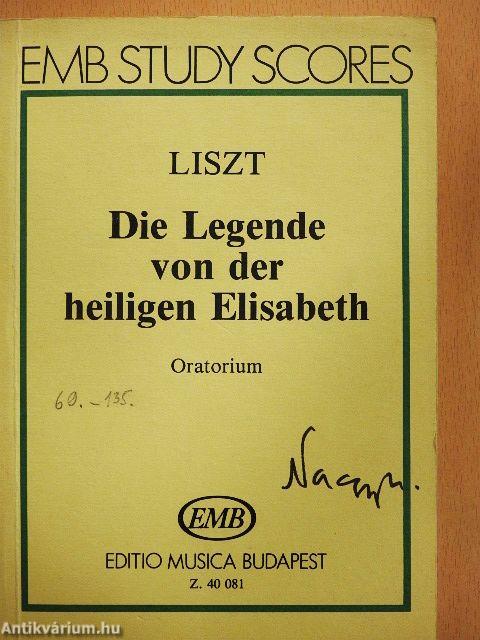 EMB STUDY SCORES
LISZT
Die Legende
von der
heiligen Elisabeth
Oratorium
60.-135.
EMB
EDITIO MUSICA BUDAPEST
Z. 40 081
Antikvárium.hu